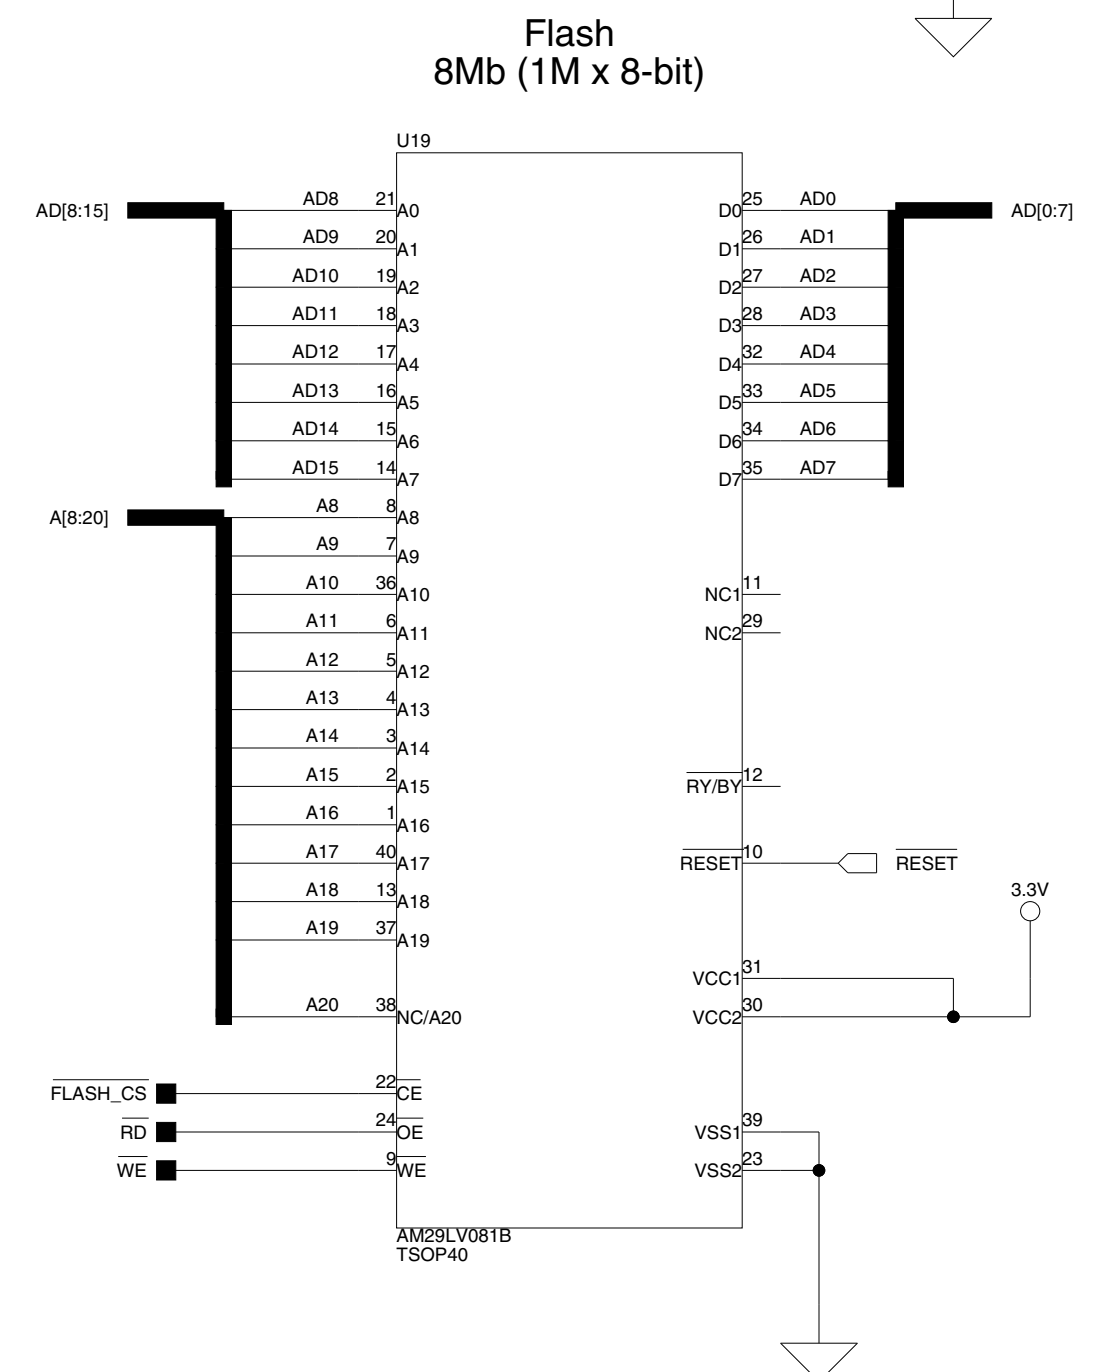 Flash
8Mb (1M x 8-bit)
U19
AD[8:15] AD8 21 A0 D0 25 AD0 AD[0:7]
AD9 20 A1 D1 26 AD1
AD10 19 A2 D2 27 AD2
AD11 18 A3 D3 28 AD3
AD12 17 A4 D4 32 AD4
AD13 16 A5 D5 33 AD5
AD14 15 A6 D6 34 AD6
AD15 14 A7 D7 35 AD7
A[8:20] A8 8 A8
A9 7 A9
A10 36 A10 NC1 11
A11 6 A11 NC2 29
A12 5 A12
A13 4 A13
A14 3 A14
A15 2 A15 RY/BY 12
A16 1 A16
A17 40 A17 RESET 10 RESET
A18 13 A18 3.3V
A19 37 A19
VCC1 31
A20 38 NC/A20 VCC2 30
FLASH_CS 22 CE
RD 24 OE VSS1 39
WE 9 WE VSS2 23
AM29LV081B
TSOP40